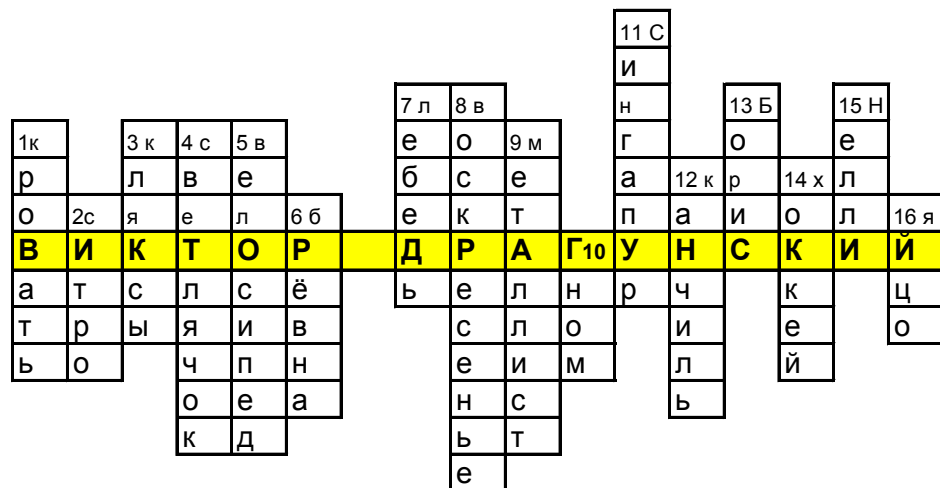 11 С
и
7 л 8 в н 13 Б 15 Н
1к 3 к 4 с 5 в е о 9 м г о е
р л в е б с е а 12 к р 14 х л
о 2с я е л 6 б е к т п а и о л 16 я
В И К Т О Р Д Р А Г10 У Н С К И Й
а т с л с ё ь е л н р ч к ц
т р ы я и в с л о и е о
ь о ч п н е и м л й
о е а н с ь
к д ь т
е